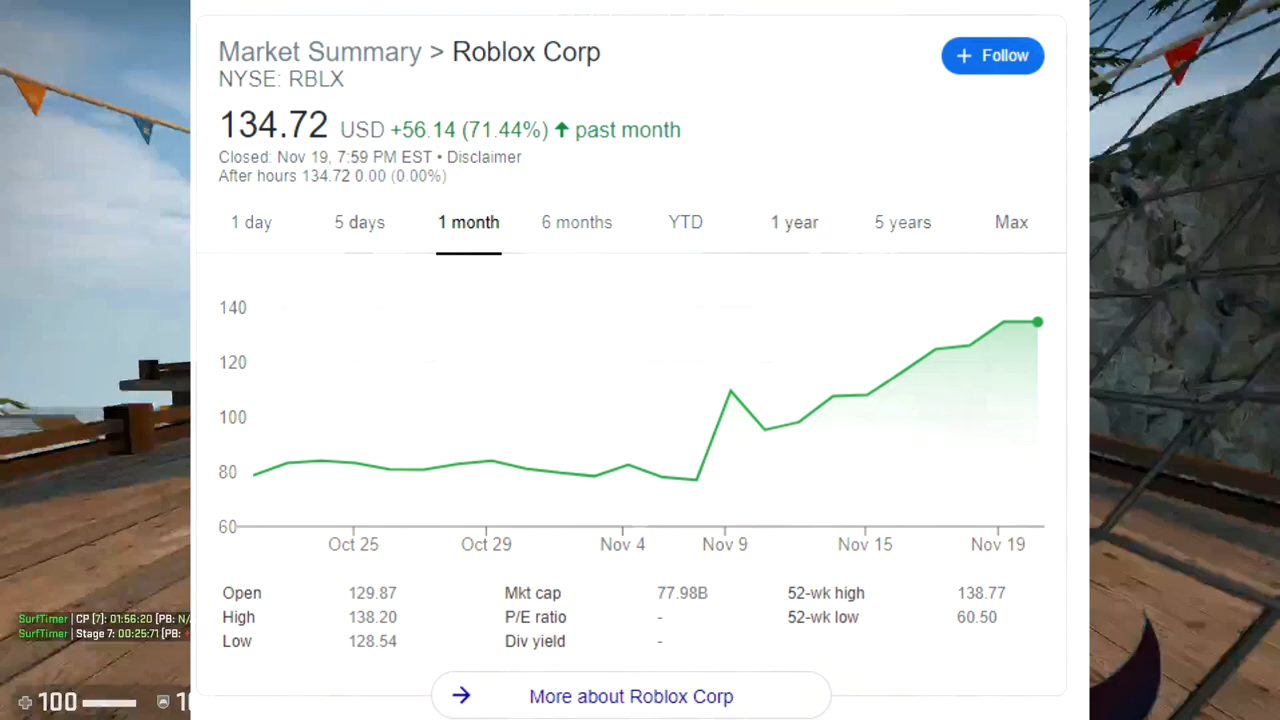 Market Summary > Roblox Corp
NYSE: RBLX
+ Follow
134.72 USD +56.14 (71.44%) ↑ past month
Closed: Nov 19, 7:59 PM EST • Disclaimer
After hours 134.72 0.00 (0.00%)
1 day 5 days 1 month 6 months YTD 1 year 5 years Max
140
120
100
80
60
Oct 25 Oct 29 Nov 4 Nov 9 Nov 15 Nov 19
Open 129.87 Mkt cap 77.98B 52-wk high 138.77
High 138.20 P/E ratio - 52-wk low 60.50
Low 128.54 Div yield -
SurfTimer | CP [7]: 01:56:20 [PB: N/
SurfTimer | Stage 7: 00:25:71 [PB:
100
→ More about Roblox Corp